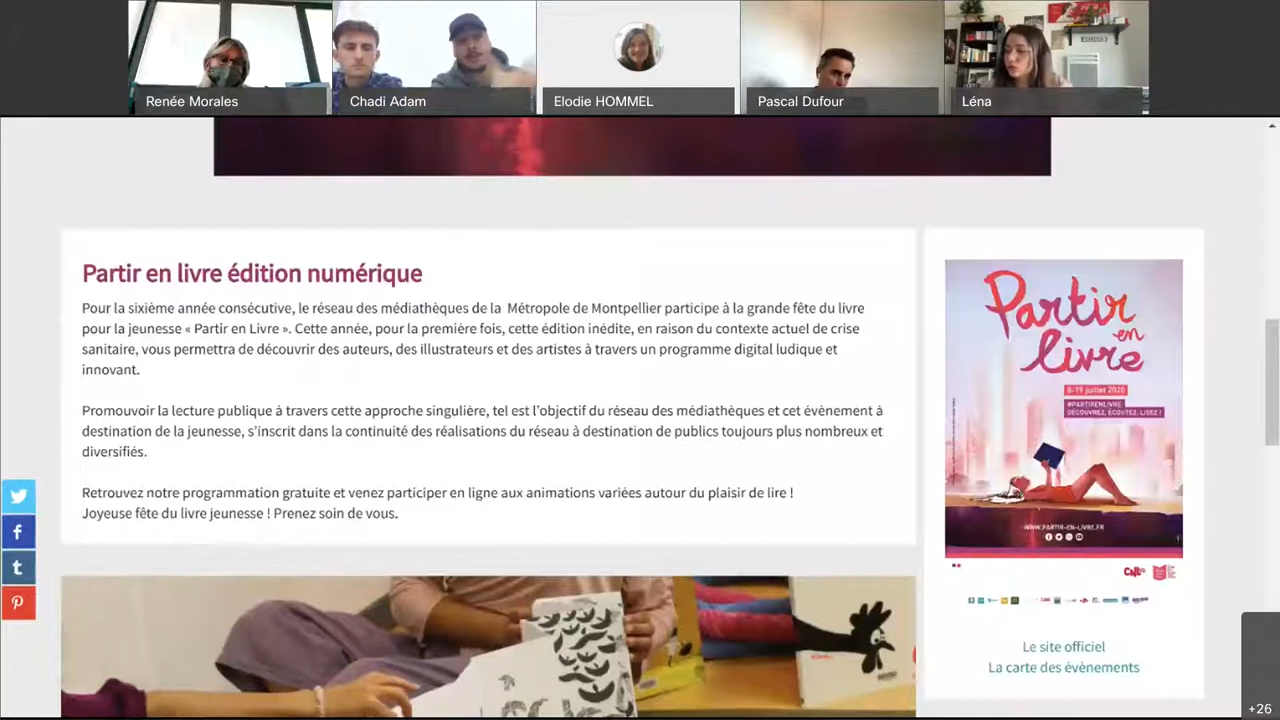 Renée Morales
Chadi Adam
Elodie HOMMEL
Pascal Dufour
Léna
Partir en livre édition numérique
Pour la sixième année consécutive, le réseau des médiathèques de la Métropole de Montpellier participe à la grande fête du livre
pour la jeunesse « Partir en Livre ». Cette année, pour la première fois, cette édition inédite, en raison du contexte actuel de crise
sanitaire, vous permettra de découvrir des auteurs, des illustrateurs et des artistes à travers un programme digital ludique et
innovant.
Promouvoir la lecture publique à travers cette approche singulière, tel est l'objectif du réseau des médiathèques et cet évènement à
destination de la jeunesse, s'inscrit dans la continuité des réalisations du réseau à destination de publics toujours plus nombreux et
diversifiés.
Retrouvez notre programmation gratuite et venez participer en ligne aux animations variées autour du plaisir de lire !
Joyeuse fête du livre jeunesse ! Prenez soin de vous.
Partir
en
livre
8-19 juillet 2020
#PARTIRENLIVRE
DÉCOUVREZ, ÉCOUTEZ, LISEZ !
WWW.PARTIR-EN-LIVRE.FR
CNL
Le site officiel
La carte des évènements
+26